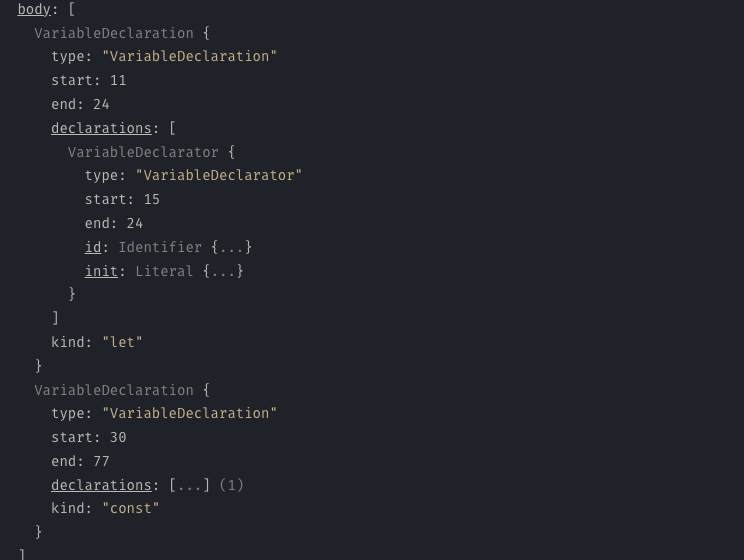 body: [
VariableDeclaration {
type: "VariableDeclaration"
start: 11
end: 24
declarations: [
VariableDeclarator {
type: "VariableDeclarator"
start: 15
end: 24
id: Identifier {...}
init: Literal {...}
}
]
kind: "let"
}
VariableDeclaration {
type: "VariableDeclaration"
start: 30
end: 77
declarations: [...] (1)
kind: "const"
}
]